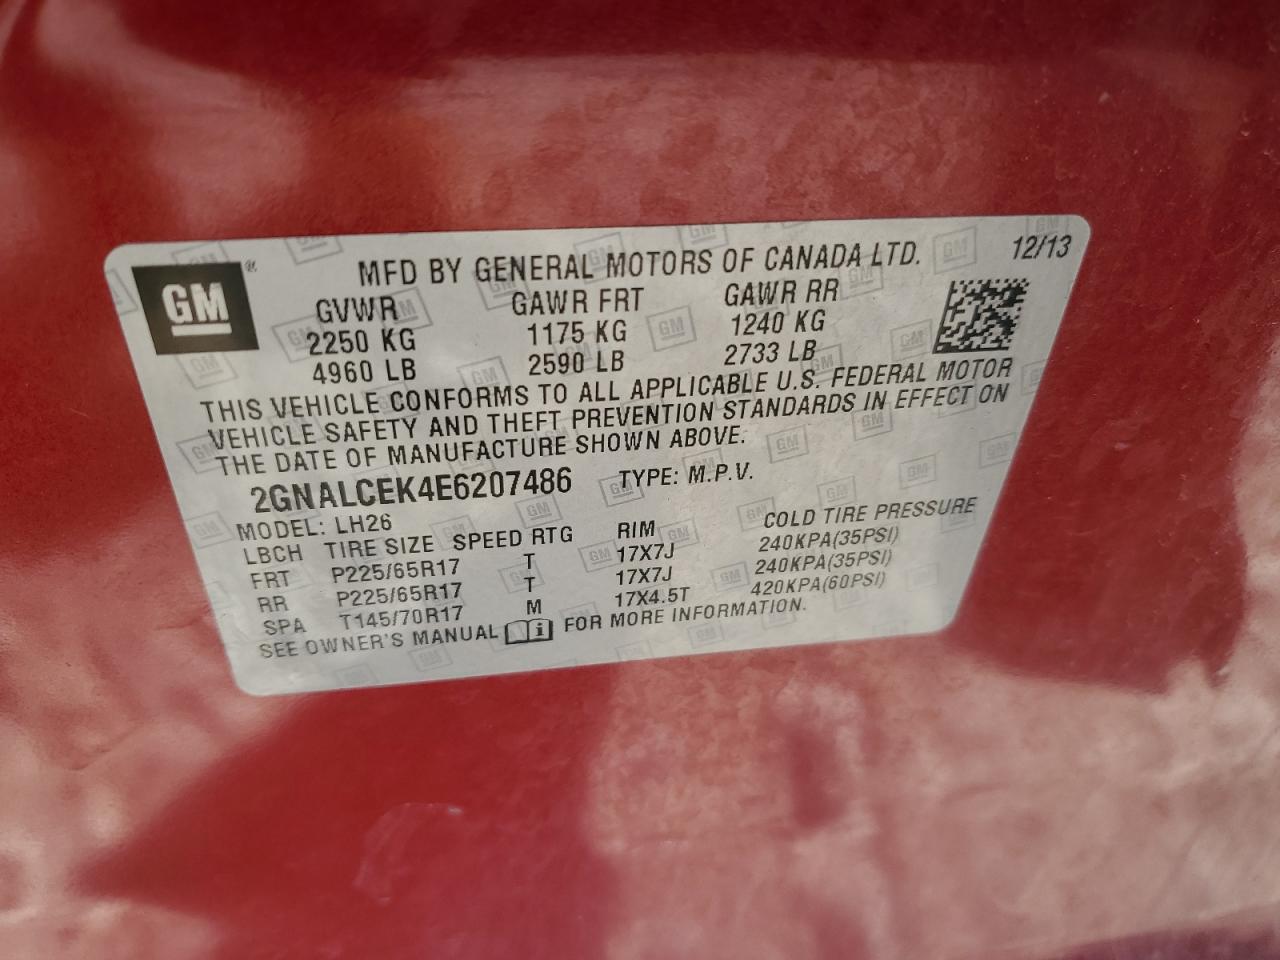 GM ® MFD BY GENERAL MOTORS OF CANADA LTD. 12/13
GVWR GAWR FRT GAWR RR
2250 KG 1175 KG 1240 KG
4960 LB 2590 LB 2733 LB
THIS VEHICLE CONFORMS TO ALL APPLICABLE U.S. FEDERAL MOTOR
VEHICLE SAFETY AND THEFT PREVENTION STANDARDS IN EFFECT ON
THE DATE OF MANUFACTURE SHOWN ABOVE.
2GNALCEK4E6207486 TYPE: M.P.V.
MODEL: LH26
LBCH TIRE SIZE SPEED RTG RIM COLD TIRE PRESSURE
FRT P225/65R17 T 17X7J 240KPA(35PSI)
RR P225/65R17 T 17X7J 240KPA(35PSI)
SPA T145/70R17 M 17X4.5T 420KPA(60PSI)
SEE OWNER'S MANUAL i FOR MORE INFORMATION.